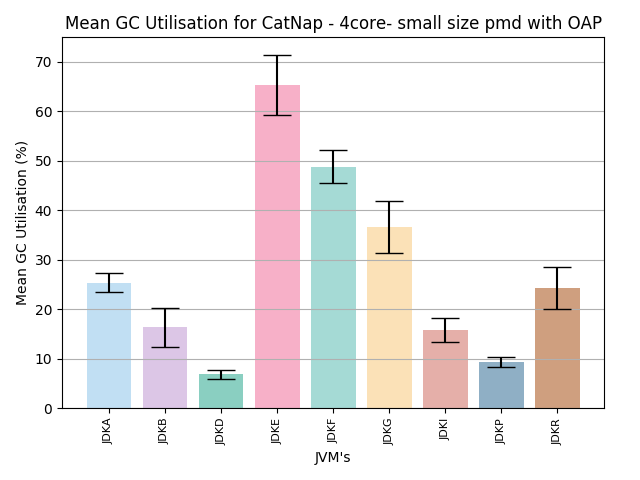 Mean GC Utilisation for CatNap - 4core- small size pmd with OAP
Mean GC Utilisation (%)
70
60
50
40
30
20
10
0
JDKA
JDKB
JDKD
JDKE
JDKF
JDKG
JDKI
JDKP
JDKR
JVM's